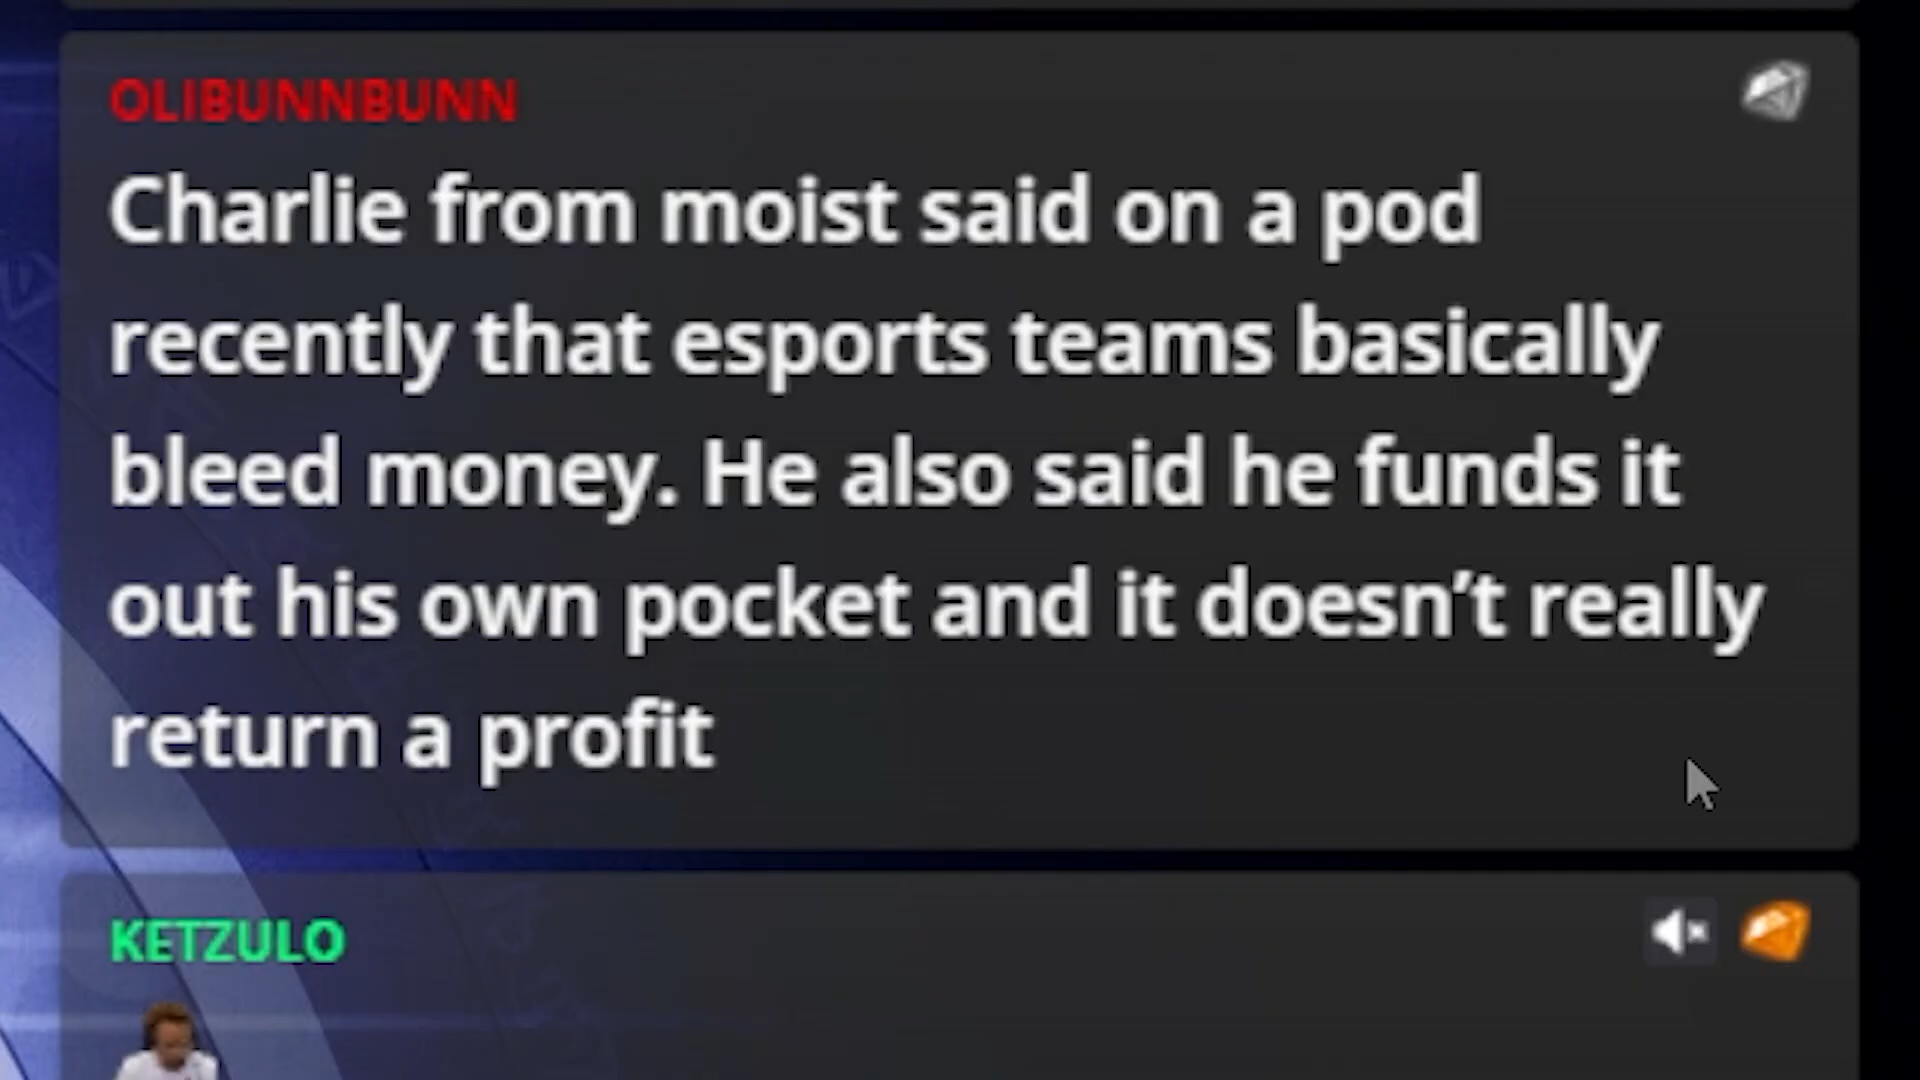 OLIBUNNBUNN
Charlie from moist said on a pod
recently that esports teams basically
bleed money. He also said he funds it
out his own pocket and it doesn’t really
return a profit
KETZULO